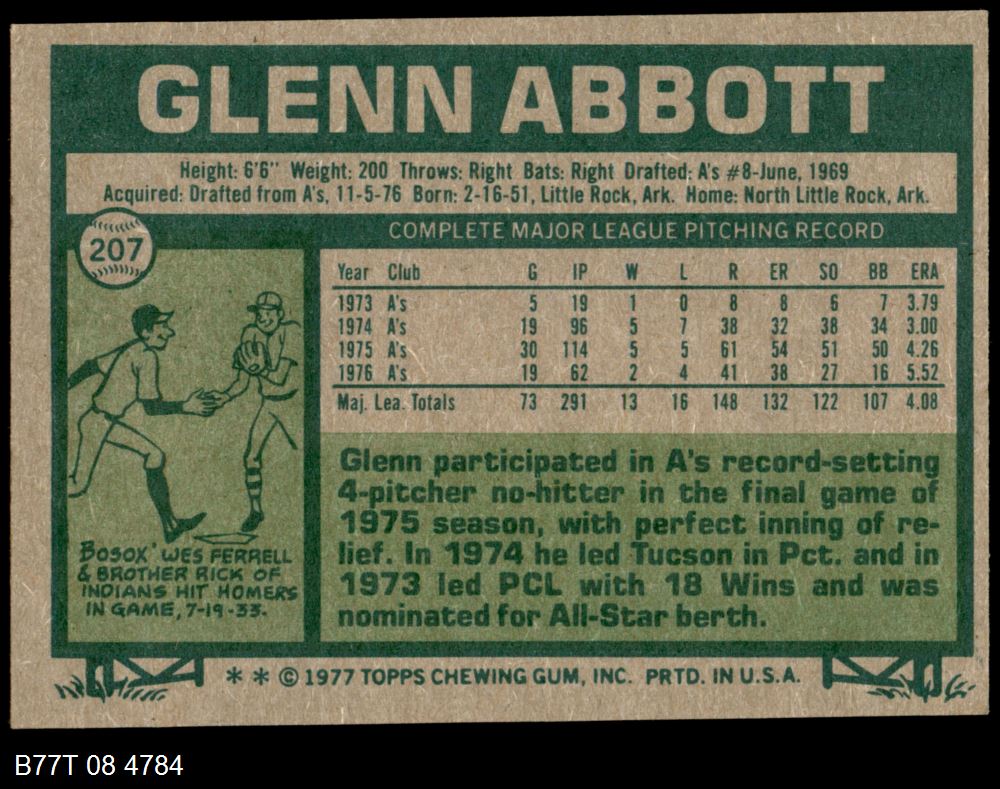 GLENN ABBOTT
Height: 6'6" Weight: 200 Throws: Right Bats: Right Drafted: A's #8-June, 1969
Acquired: Drafted from A's, 11-5-76 Born: 2-16-51, Little Rock, Ark. Home: North Little Rock, Ark.
207
COMPLETE MAJOR LEAGUE PITCHING RECORD
Year Club G IP W L R ER SO BB ERA
1973 A's 5 19 1 0 8 8 6 7 3.79
1974 A's 19 96 5 7 38 32 38 34 3.00
1975 A's 30 114 5 5 61 54 51 50 4.26
1976 A's 19 62 2 4 41 38 27 16 5.52
Maj. Lea. Totals 73 291 13 16 148 132 122 107 4.08
BOSOX' WES FERRELL
& BROTHER RICK OF
INDIANS HIT HOMERS
IN GAME, 7-19-33.
Glenn participated in A's record-setting
4-pitcher no-hitter in the final game of
1975 season, with perfect inning of re-
lief. In 1974 he led Tucson in Pct. and in
1973 led PCL with 18 Wins and was
nominated for All-Star berth.
* * © 1977 TOPPS CHEWING GUM, INC. PRTD. IN U.S.A.
B77T 08 4784